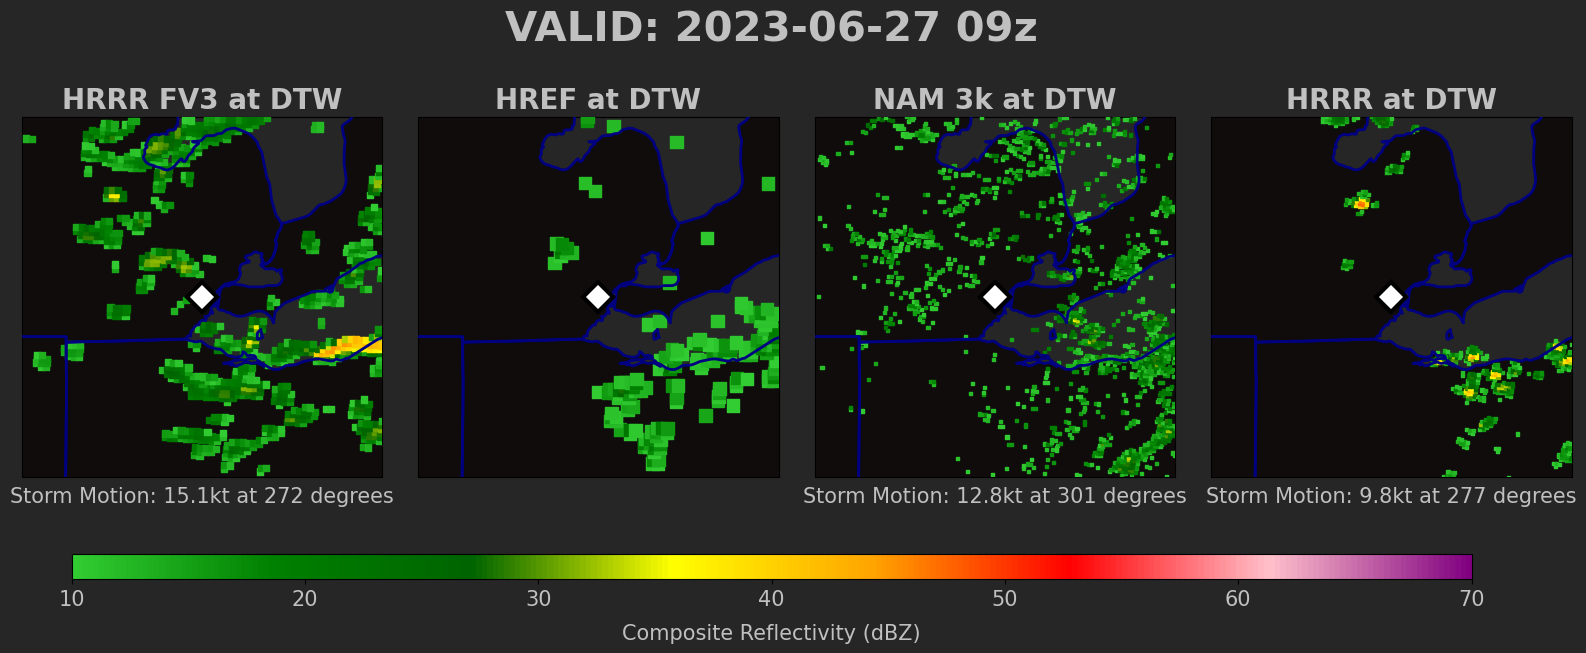 VALID: 2023-06-27 09z
HRRR FV3 at DTW
HREF at DTW
NAM 3k at DTW
HRRR at DTW
Storm Motion: 15.1kt at 272 degrees
Storm Motion: 12.8kt at 301 degrees
Storm Motion: 9.8kt at 277 degrees
10 20 30 40 50 60 70
Composite Reflectivity (dBZ)